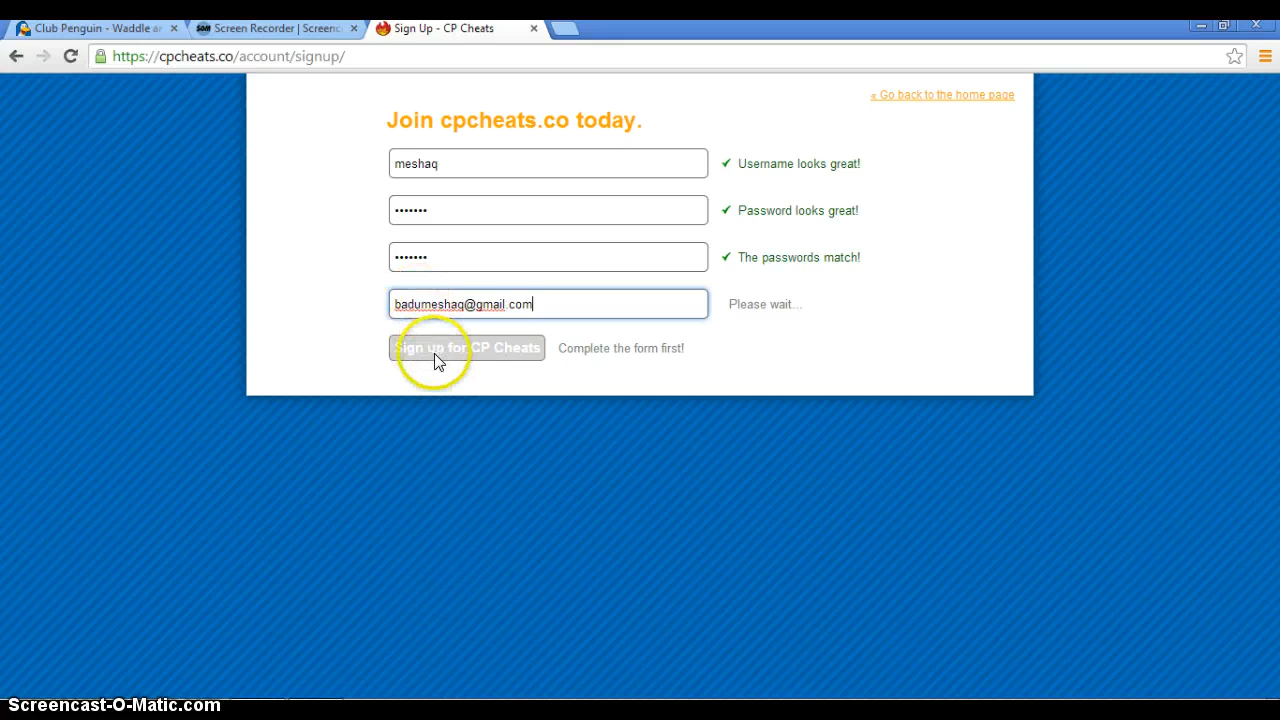 Club Penguin - Waddle a
Screen Recorder | Screenc
Sign Up - CP Cheats
https://cpcheats.co/account/signup/
« Go back to the home page
Join cpcheats.co today.
meshaq
✔ Username looks great!
•••••••
✔ Password looks great!
•••••••
✔ The passwords match!
badumeshaq@gmail.com
Please wait...
Sign up for CP Cheats
Complete the form first!
Screencast-O-Matic.com